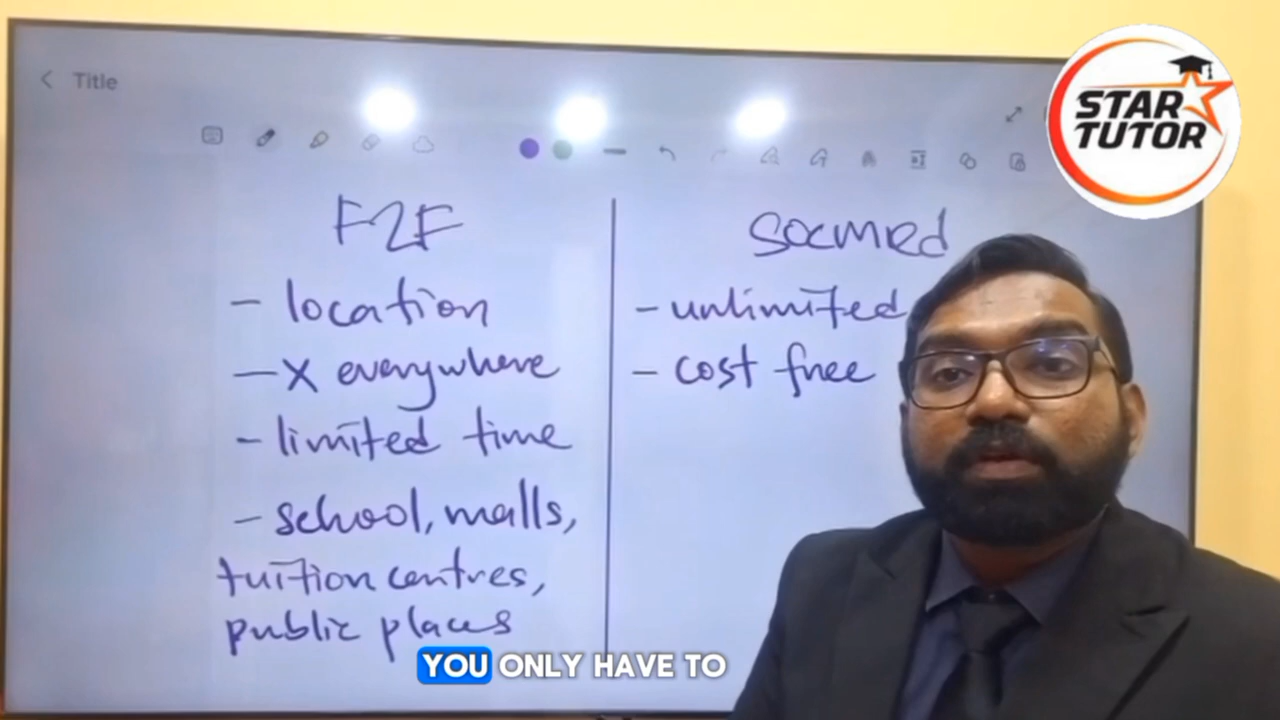 Title
STAR
TUTOR
F2F
- location
- X everywhere
- limited time
- school, malls,
tuition centres,
public places
Socmed
- unlimited
- cost free
YOU ONLY HAVE TO